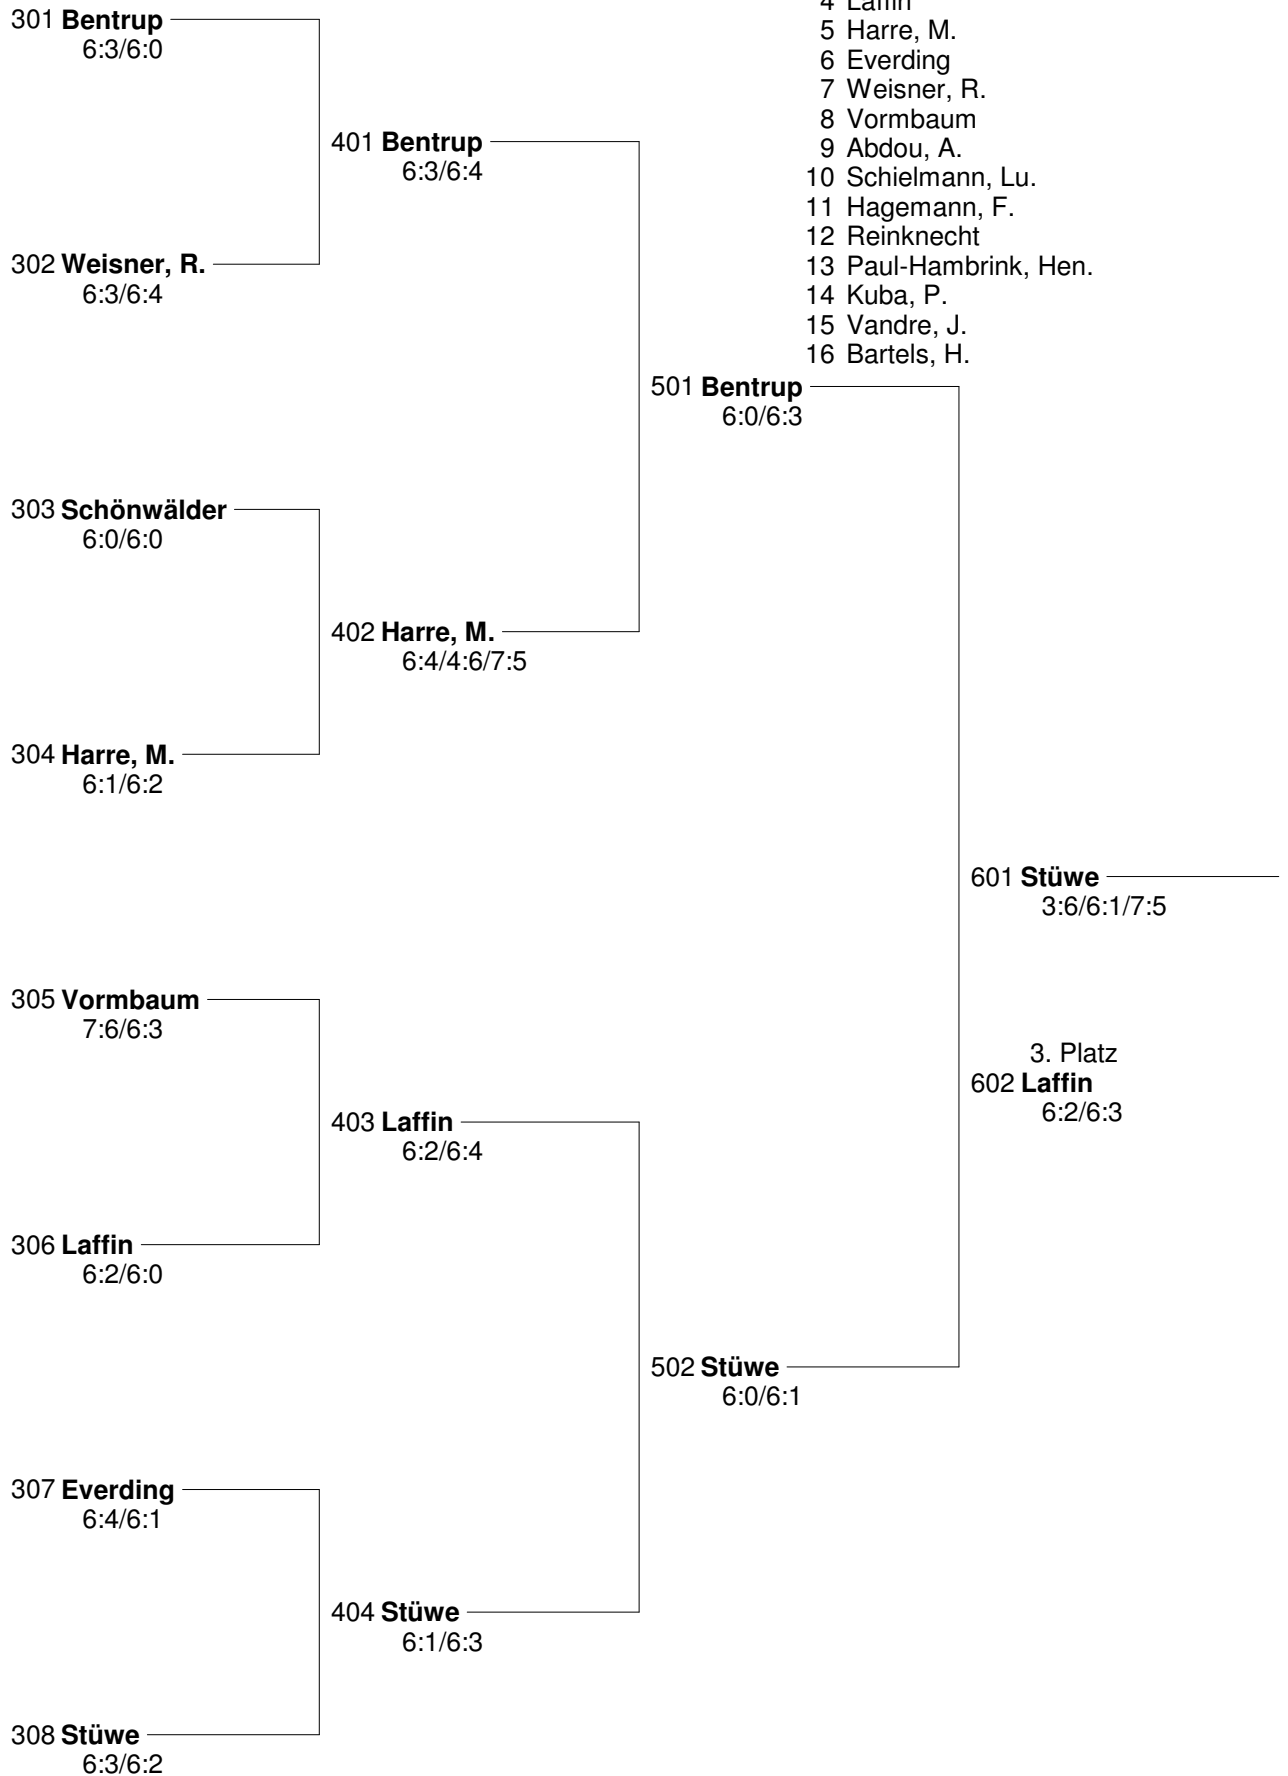 301 Bentrup
6:3/6:0
302 Weisner, R.
6:3/6:4
303 Schönwälder
6:0/6:0
304 Harre, M.
6:1/6:2
305 Vormbaum
7:6/6:3
306 Laffin
6:2/6:0
307 Everding
6:4/6:1
308 Stüwe
6:3/6:2
401 Bentrup
6:3/6:4
402 Harre, M.
6:4/4:6/7:5
403 Laffin
6:2/6:4
404 Stüwe
6:1/6:3
4 Laffin
5 Harre, M.
6 Everding
7 Weisner, R.
8 Vormbaum
9 Abdou, A.
10 Schielmann, Lu.
11 Hagemann, F.
12 Reinknecht
13 Paul-Hambrink, Hen.
14 Kuba, P.
15 Vandre, J.
16 Bartels, H.
501 Bentrup
6:0/6:3
502 Stüwe
6:0/6:1
601 Stüwe
3:6/6:1/7:5
3. Platz
602 Laffin
6:2/6:3